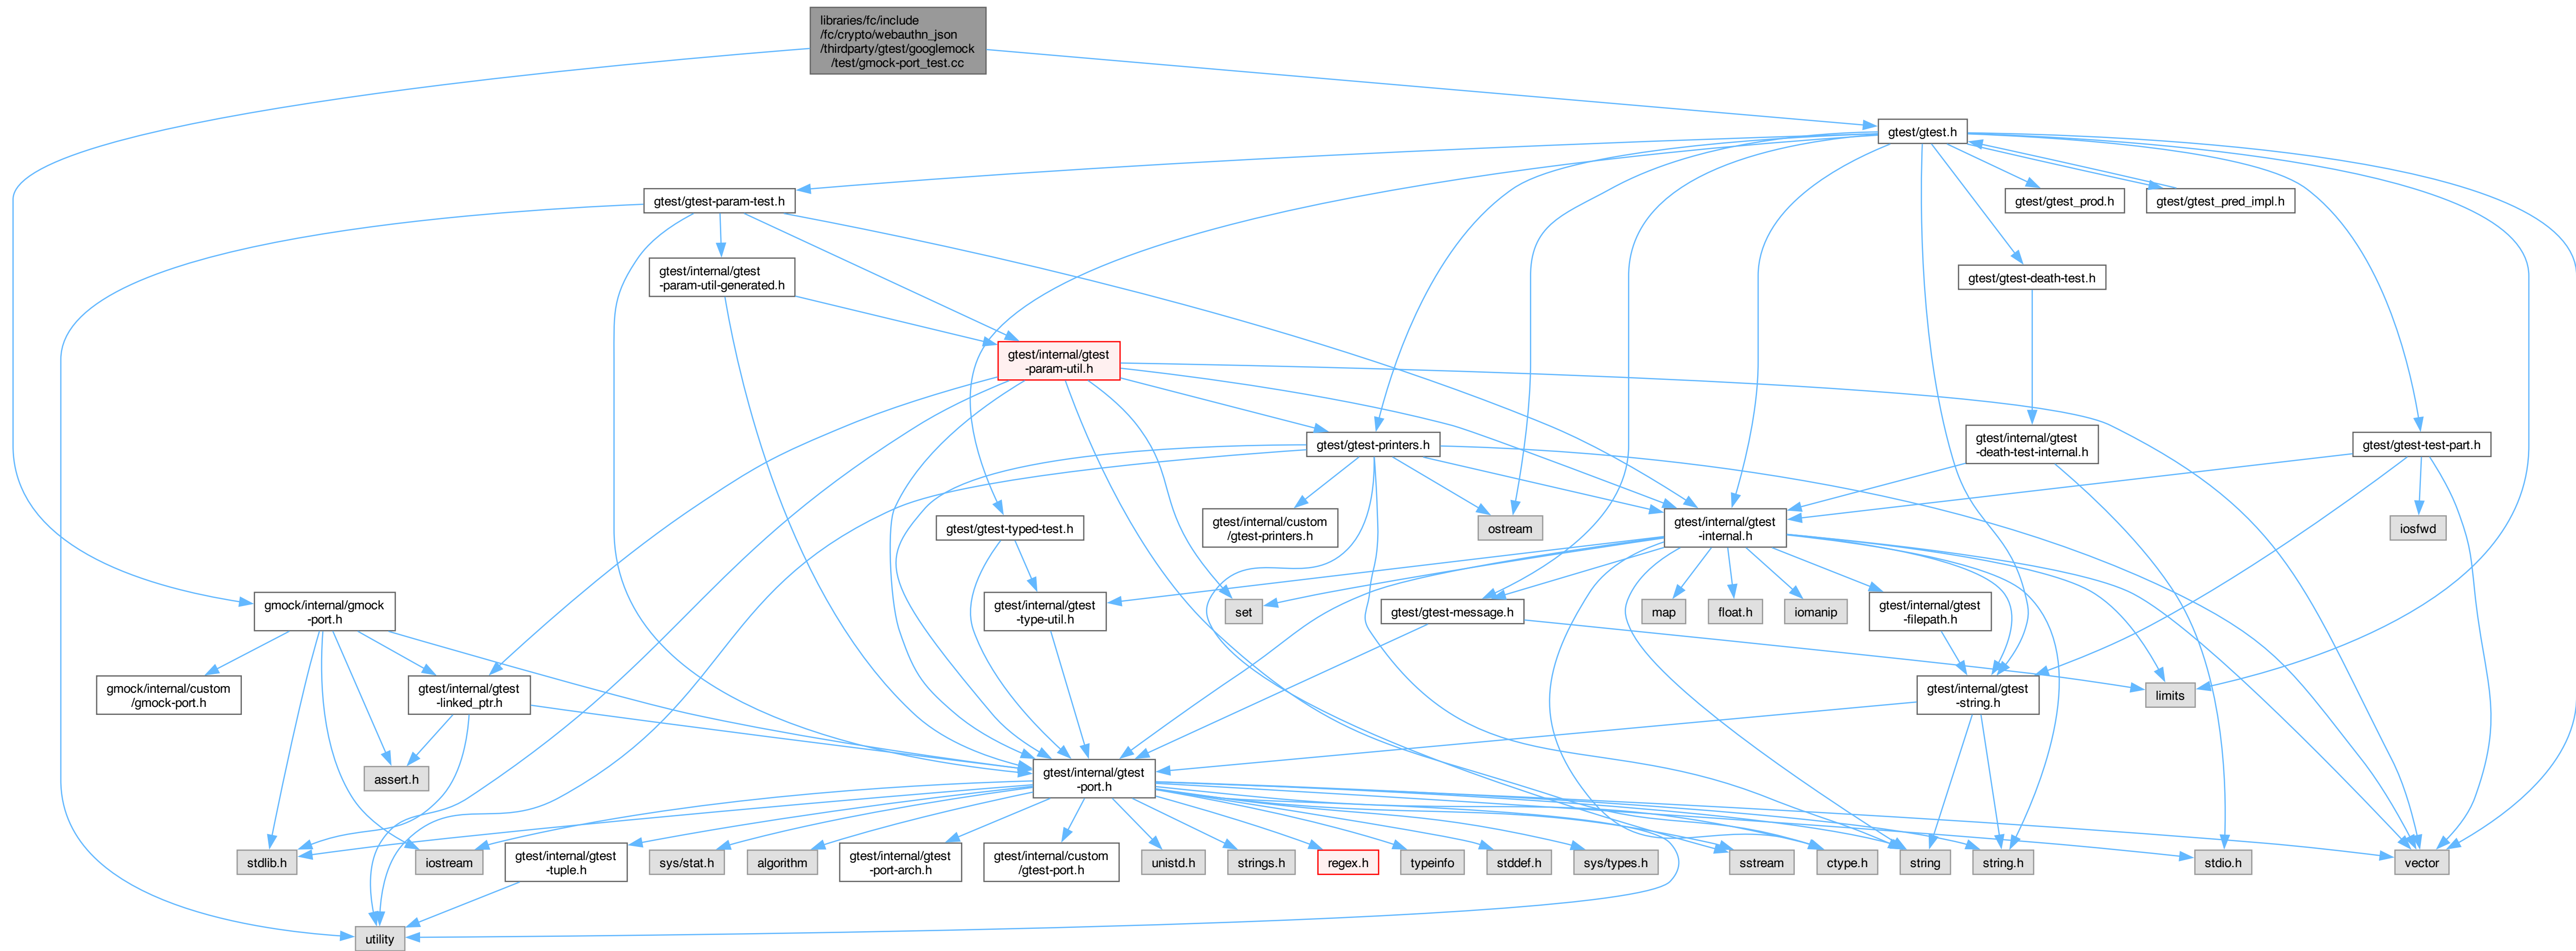 libraries/fc/include
/fc/crypto/webauthn_json
/thirdparty/gtest/googlemock
/test/gmock-port_test.cc
gtest/gtest.h
gtest/gtest-param-test.h
gtest/gtest_prod.h
gtest/gtest_pred_impl.h
gtest/internal/gtest
-param-util-generated.h
gtest/gtest-death-test.h
gtest/internal/gtest
-param-util.h
gtest/gtest-printers.h
gtest/internal/gtest
-death-test-internal.h
gtest/gtest-test-part.h
gtest/gtest-typed-test.h
gtest/internal/custom
/gtest-printers.h
ostream
gtest/internal/gtest
-internal.h
iosfwd
gmock/internal/gmock
-port.h
gtest/internal/gtest
-type-util.h
set
gtest/gtest-message.h
map
float.h
iomanip
gtest/internal/gtest
-filepath.h
gmock/internal/custom
/gmock-port.h
gtest/internal/gtest
-linked_ptr.h
gtest/internal/gtest
-string.h
limits
assert.h
gtest/internal/gtest
-port.h
stdlib.h
iostream
gtest/internal/gtest
-tuple.h
sys/stat.h
algorithm
gtest/internal/gtest
-port-arch.h
gtest/internal/custom
/gtest-port.h
unistd.h
strings.h
regex.h
typeinfo
stddef.h
sys/types.h
sstream
ctype.h
string
string.h
stdio.h
vector
utility